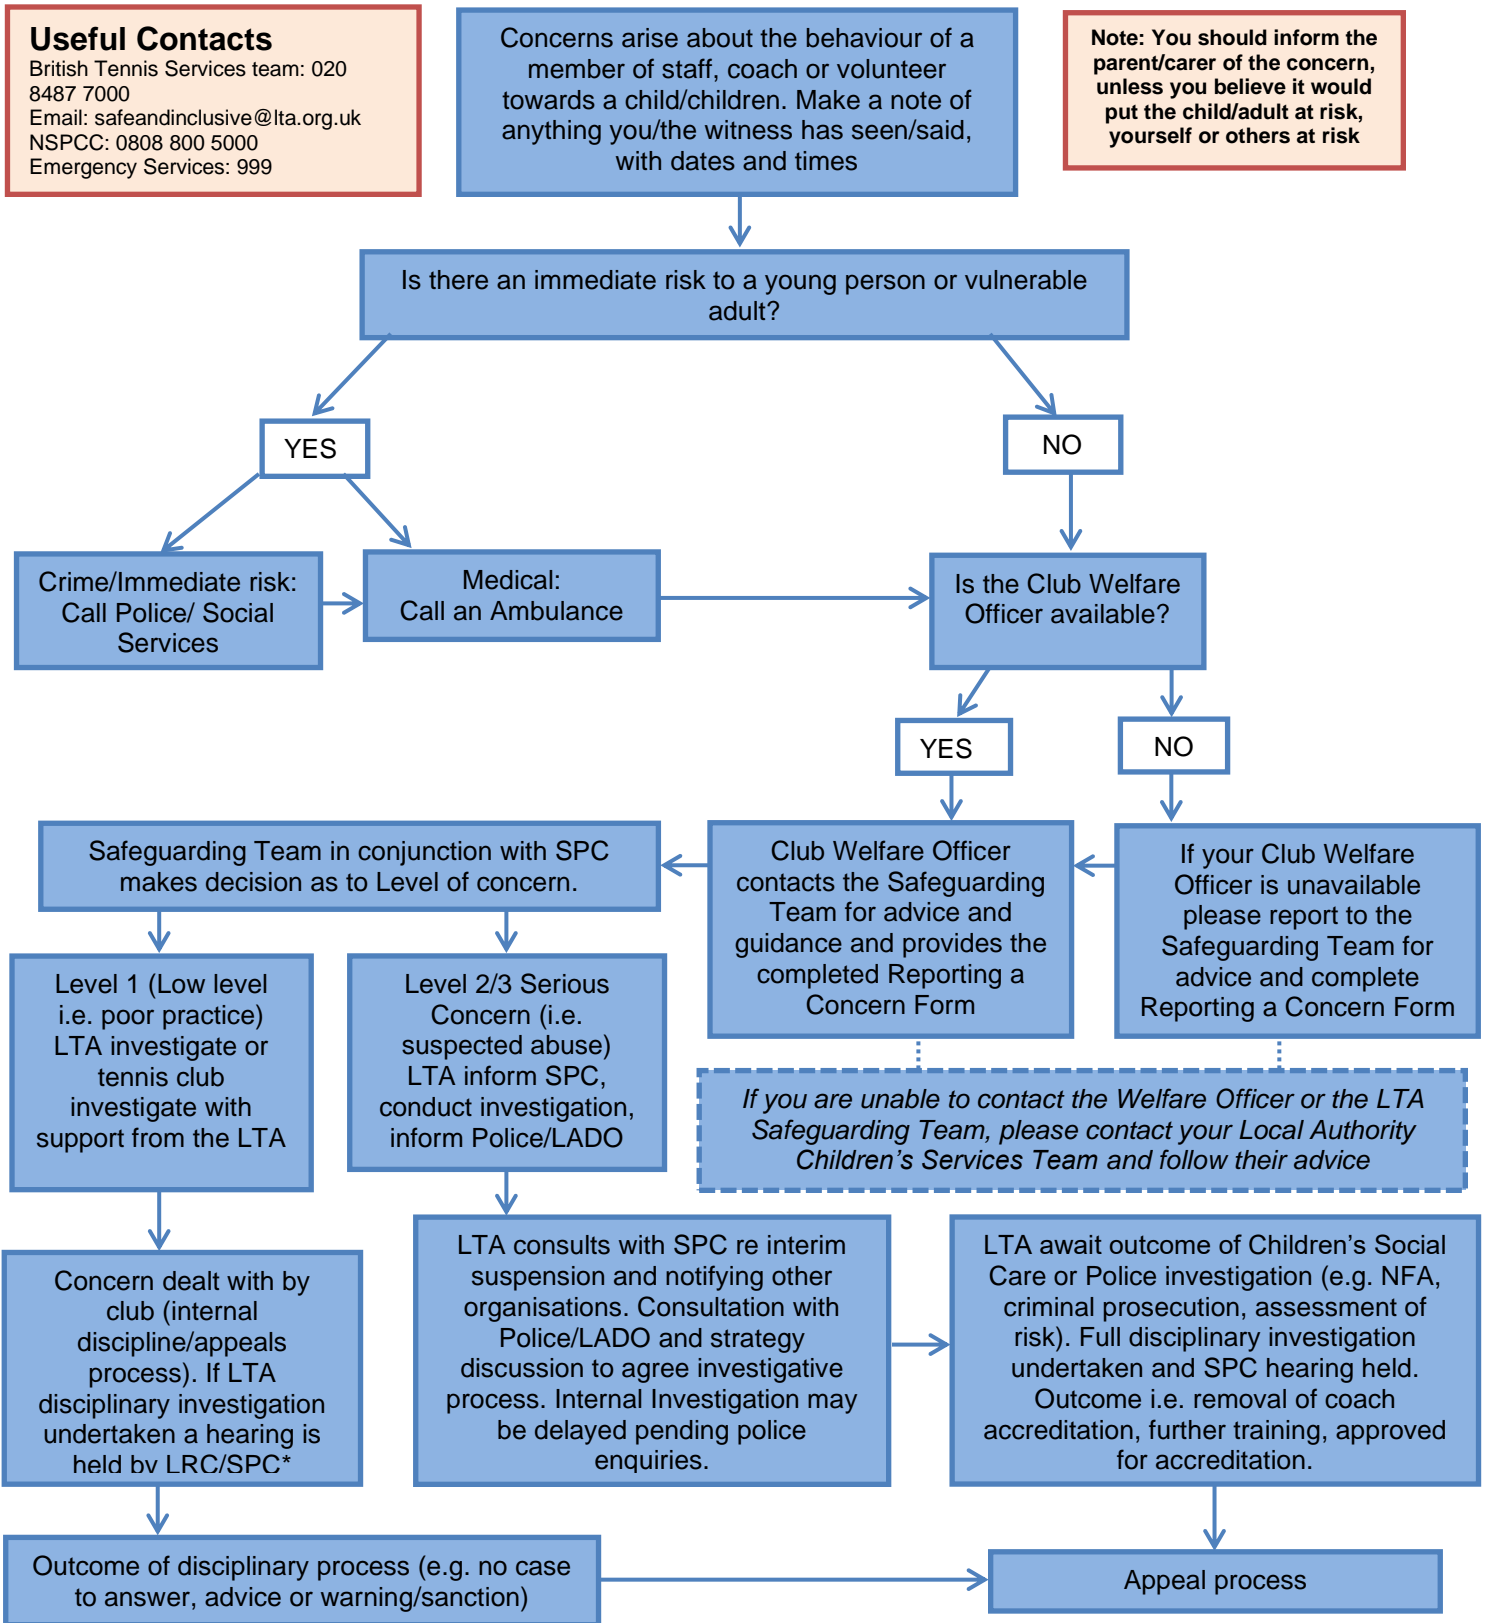 Useful Contacts
British Tennis Services team: 020
8487 7000
Email: safeandinclusive@lta.org.uk
NSPCC: 0808 800 5000
Emergency Services: 999
Concerns arise about the behaviour of a
member of staff, coach or volunteer
towards a child/children. Make a note of
anything you/the witness has seen/said,
with dates and times
Note: You should inform the
parent/carer of the concern,
unless you believe it would
put the child/adult at risk,
yourself or others at risk
Is there an immediate risk to a young person or vulnerable
adult?
YES
NO
Crime/Immediate risk:
Call Police/ Social
Services
Medical:
Call an Ambulance
Is the Club Welfare
Officer available?
YES
NO
Safeguarding Team in conjunction with SPC
makes decision as to Level of concern.
Club Welfare Officer
contacts the Safeguarding
Team for advice and
guidance and provides the
completed Reporting a
Concern Form
If your Club Welfare
Officer is unavailable
please report to the
Safeguarding Team for
advice and complete
Reporting a Concern Form
Level 1 (Low level
i.e. poor practice)
LTA investigate or
tennis club
investigate with
support from the LTA
Level 2/3 Serious
Concern (i.e.
suspected abuse)
LTA inform SPC,
conduct investigation,
inform Police/LADO
If you are unable to contact the Welfare Officer or the LTA
Safeguarding Team, please contact your Local Authority
Children's Services Team and follow their advice
Concern dealt with by
club (internal
discipline/appeals
process). If LTA
disciplinary investigation
undertaken a hearing is
held by LRC/SPC*
LTA consults with SPC re interim
suspension and notifying other
organisations. Consultation with
Police/LADO and strategy
discussion to agree investigative
process. Internal Investigation may
be delayed pending police
enquiries.
LTA await outcome of Children's Social
Care or Police investigation (e.g. NFA,
criminal prosecution, assessment of
risk). Full disciplinary investigation
undertaken and SPC hearing held.
Outcome i.e. removal of coach
accreditation, further training, approved
for accreditation.
Outcome of disciplinary process (e.g. no case
to answer, advice or warning/sanction)
Appeal process